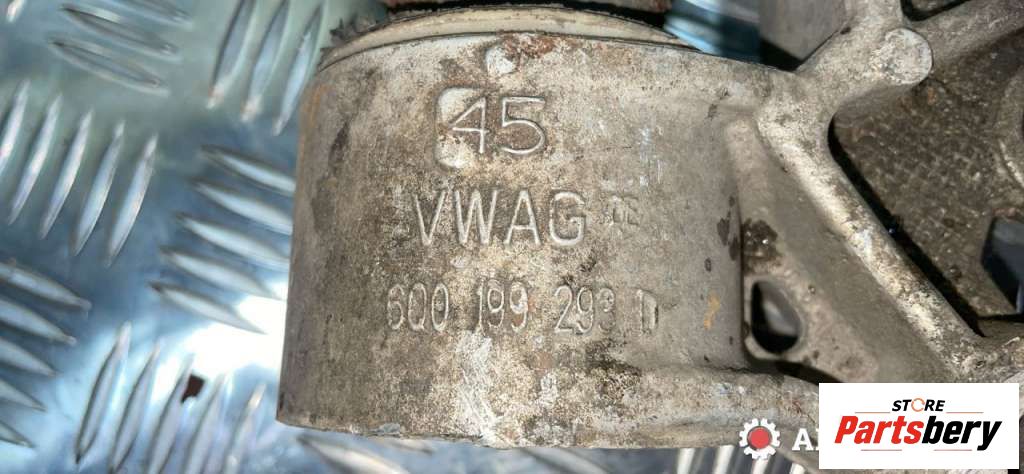 45
VWAG
6Q0 199 293 D
STORE
Partsbery